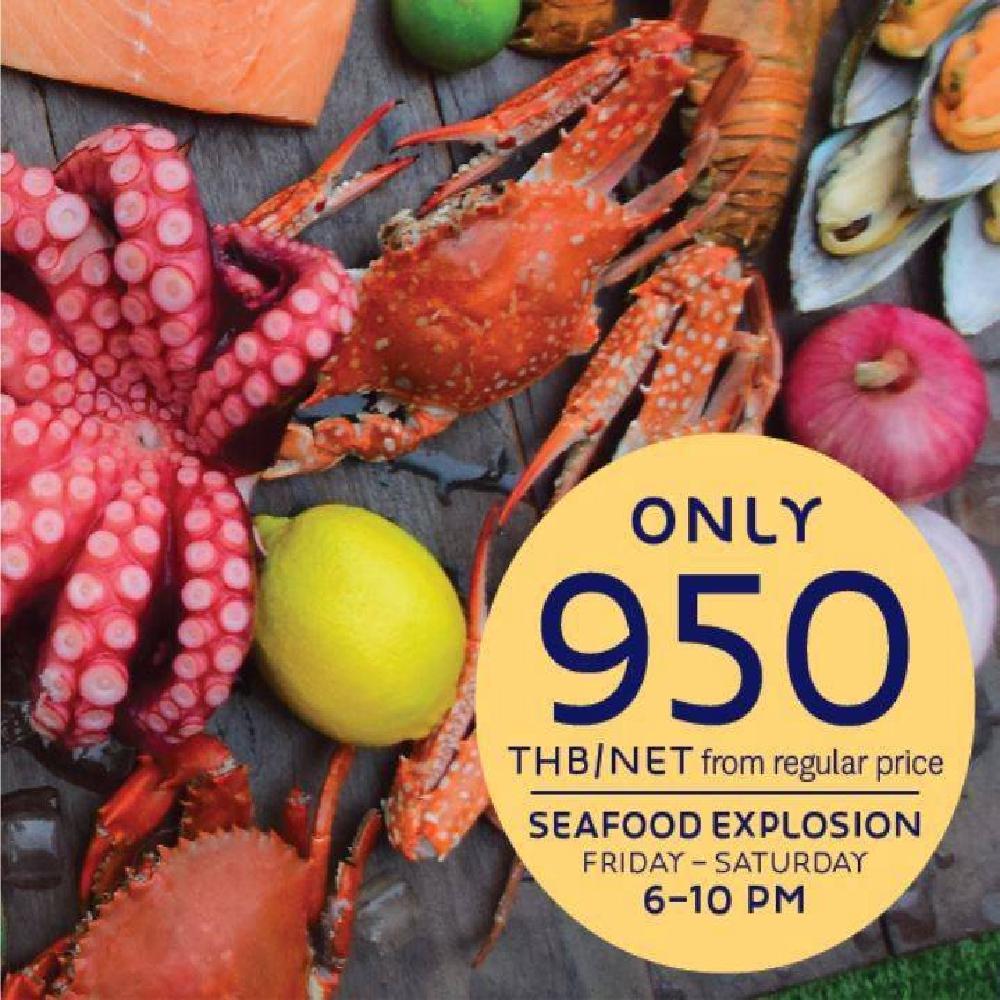 ONLY
950
THB/NET from regular price
SEAFOOD EXPLOSION
FRIDAY – SATURDAY
6–10 PM